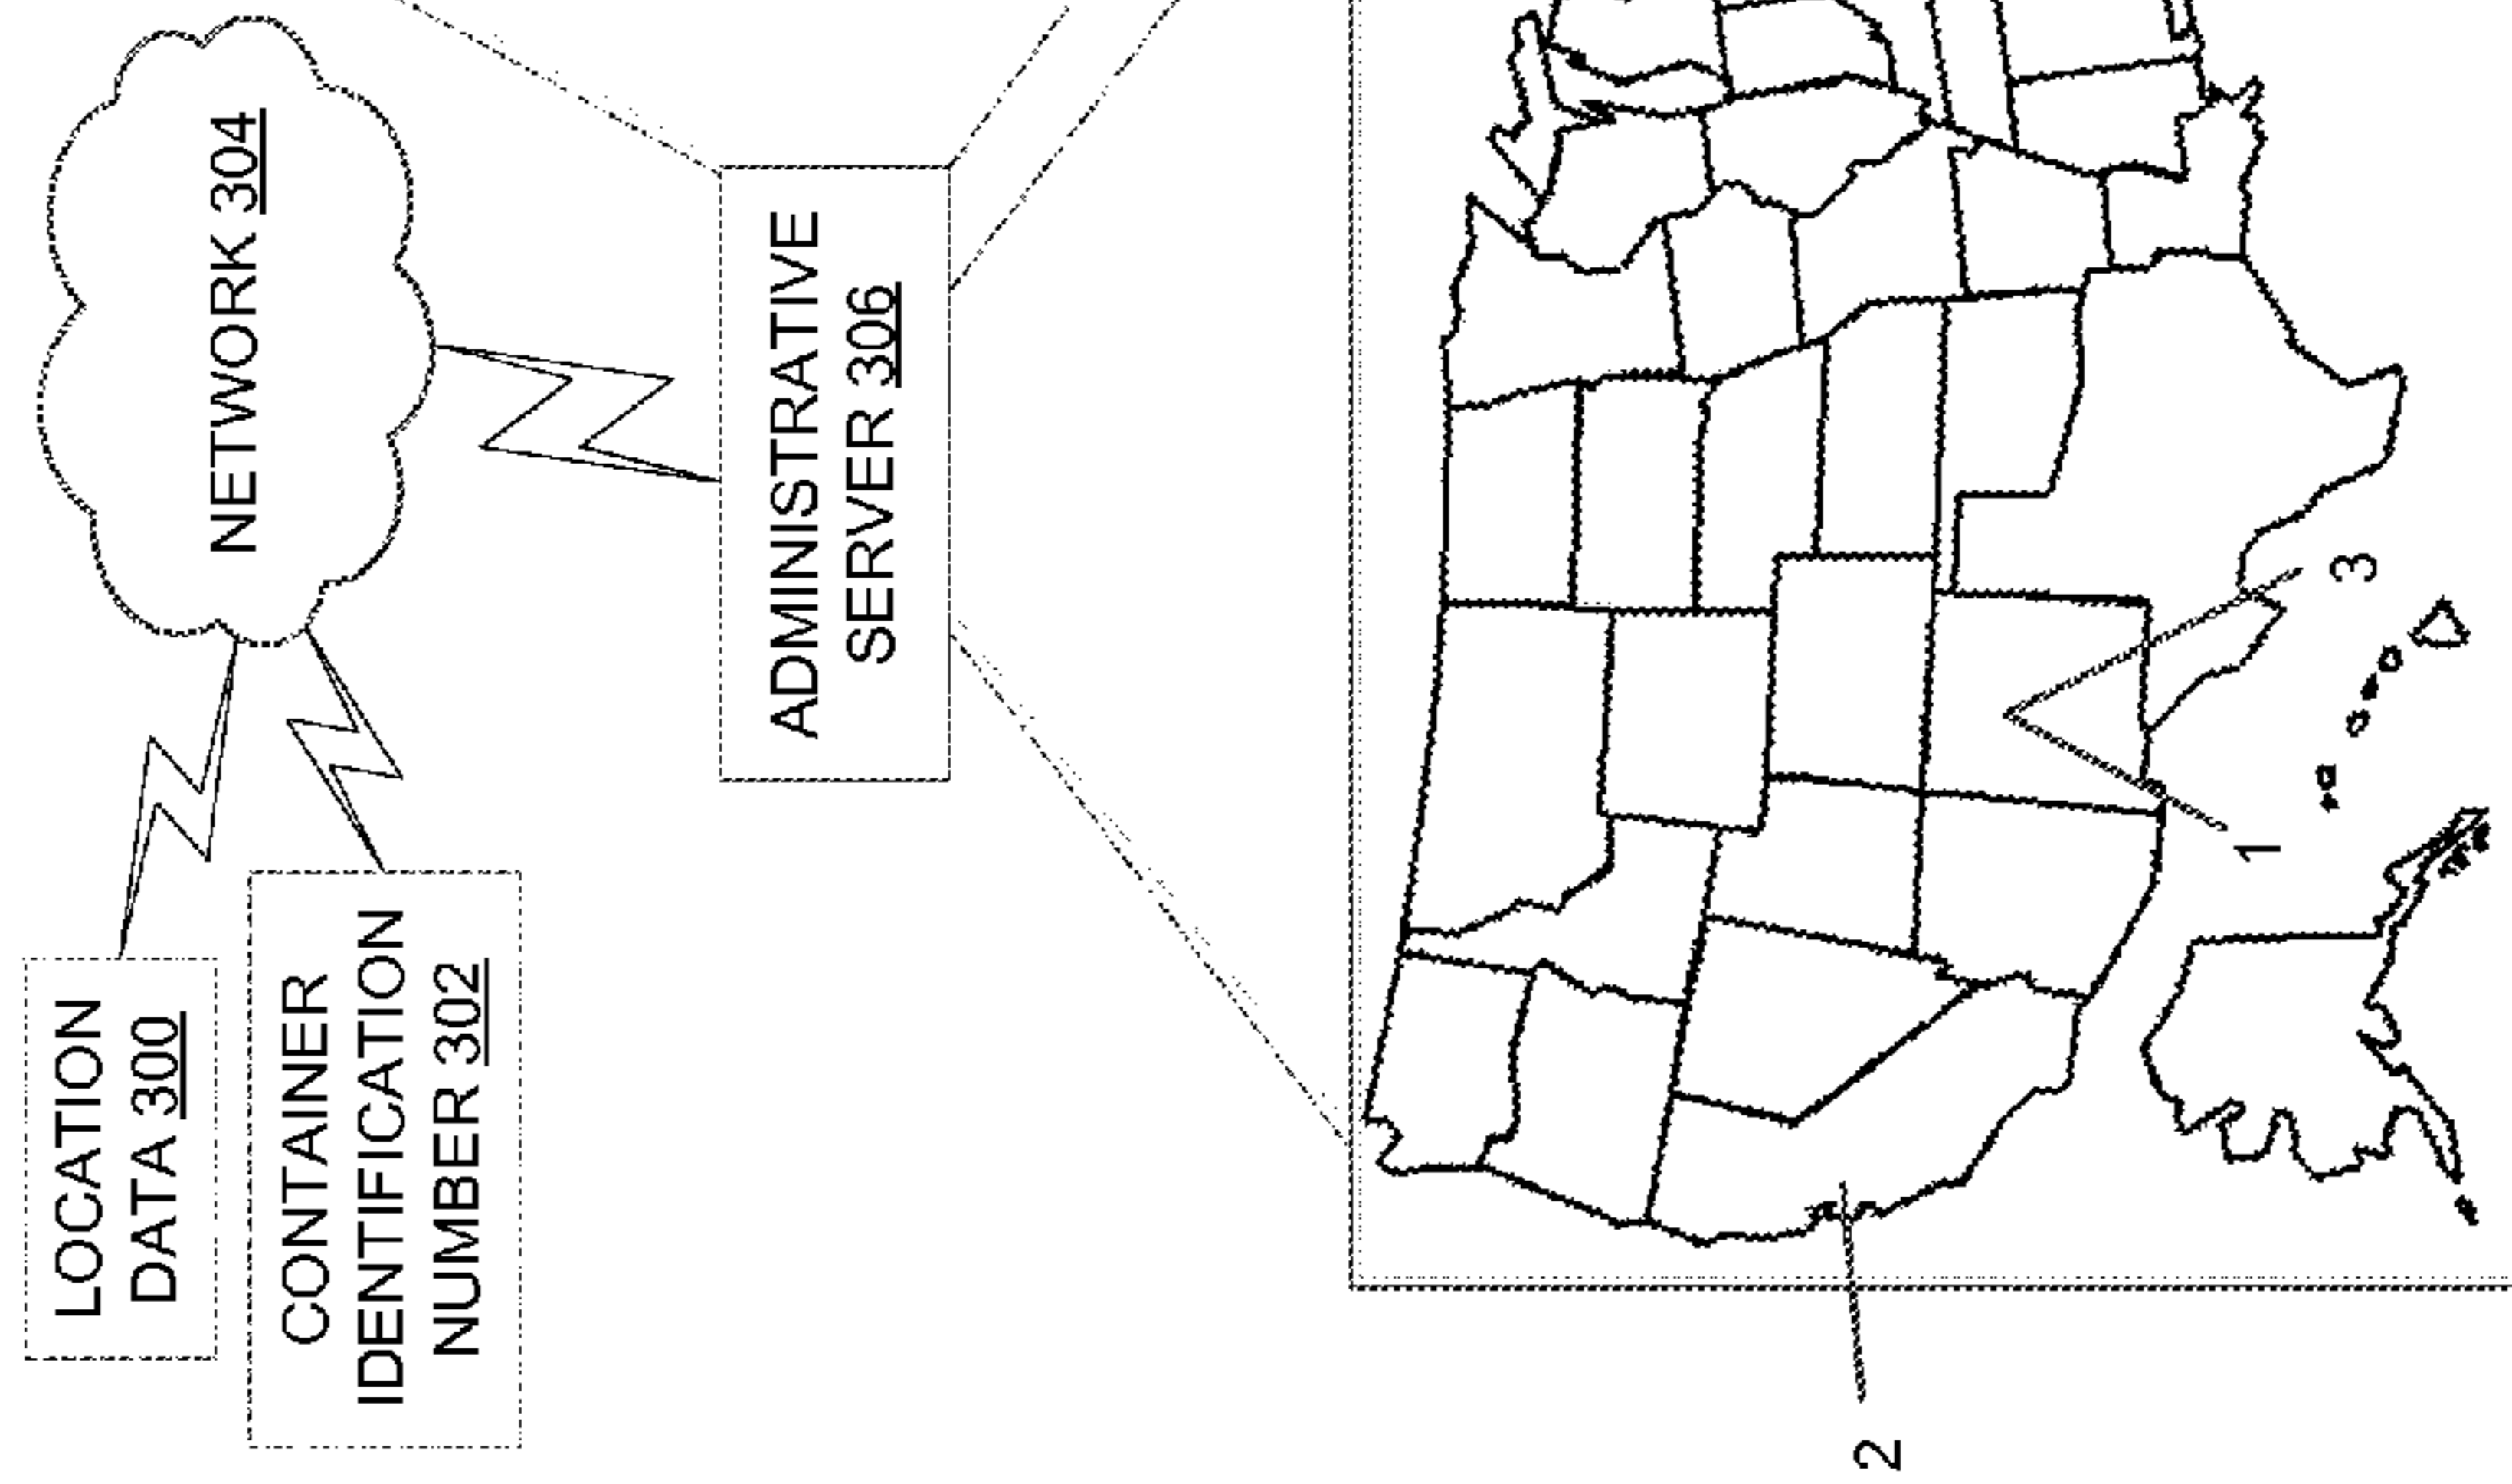 LOCATION
DATA 300
CONTAINER
IDENTIFICATION
NUMBER 302
NETWORK 304
ADMINISTRATIVE
SERVER 306
2
1
3